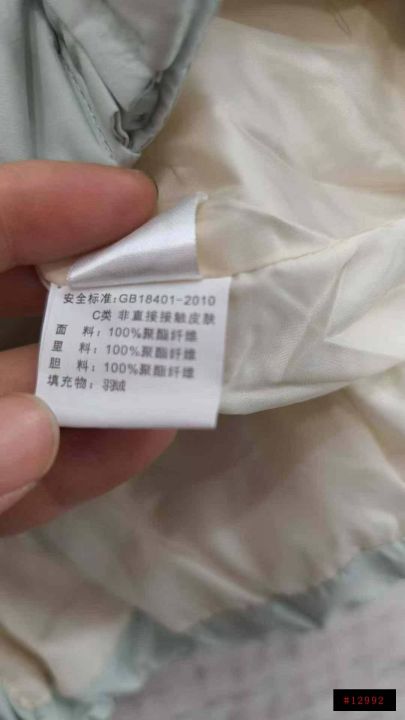 安全标准:GB18401-2010
C类 非直接接触皮肤
面 料: 100%聚酯纤维
里 料: 100%聚酯纤维
胆 料: 100%聚酯纤维
填充物: 羽绒
#12992